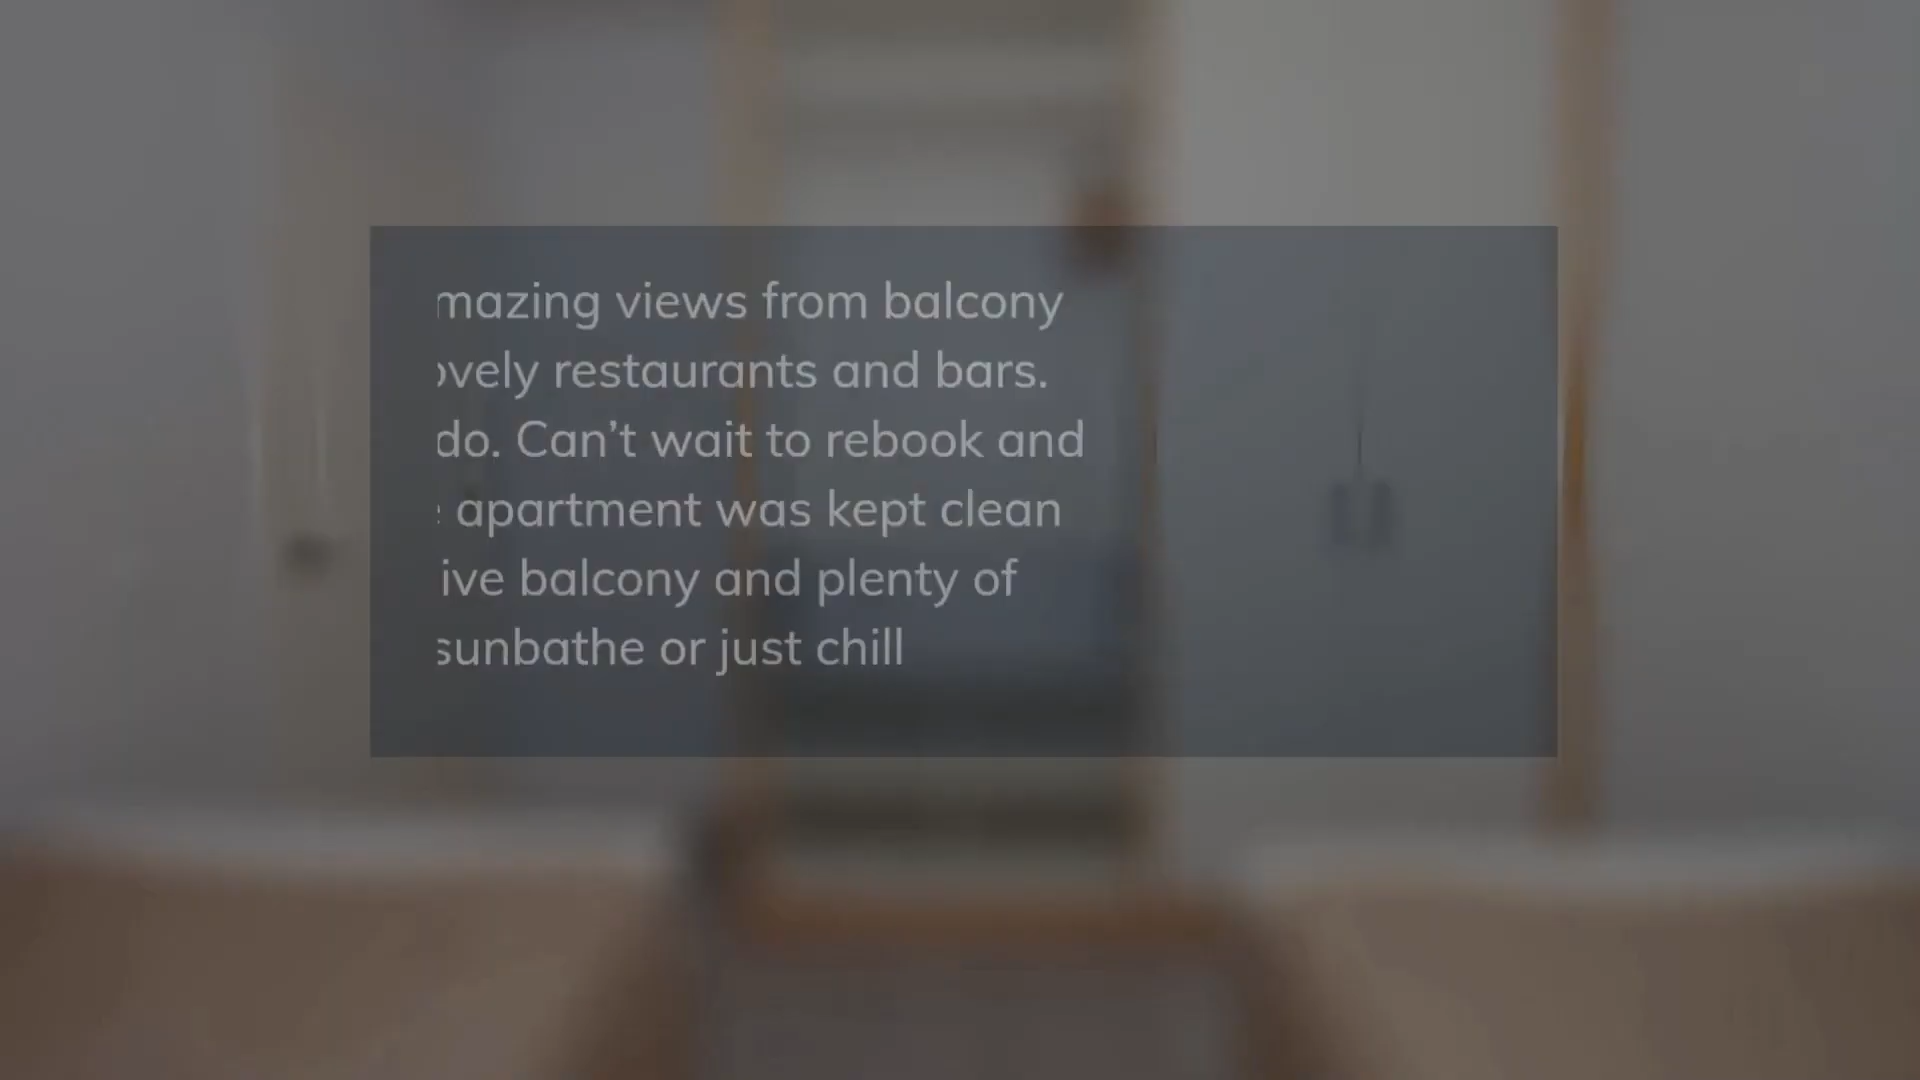 mazing views from balcony
ovely restaurants and bars.
do. Can’t wait to rebook and
apartment was kept clean
ive balcony and plenty of
sunbathe or just chill